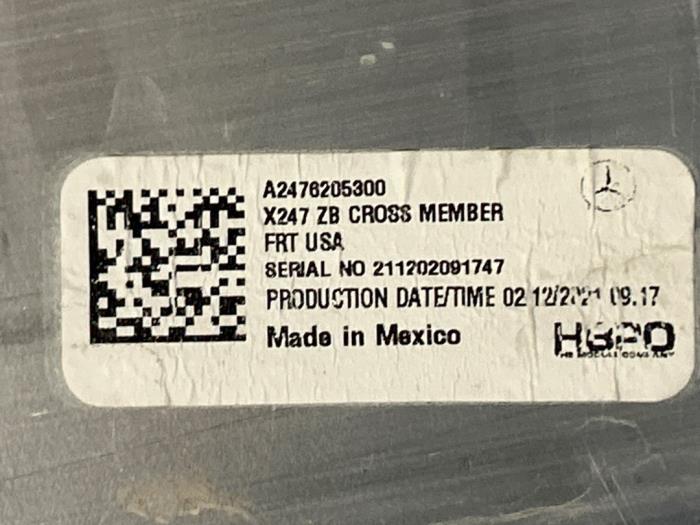 A2476205300
X247 ZB CROSS MEMBER
FRT USA
SERIAL NO 211202091747
PRODUCTION DATE/TIME 02 12/2021 09.17
Made in Mexico
HBPO